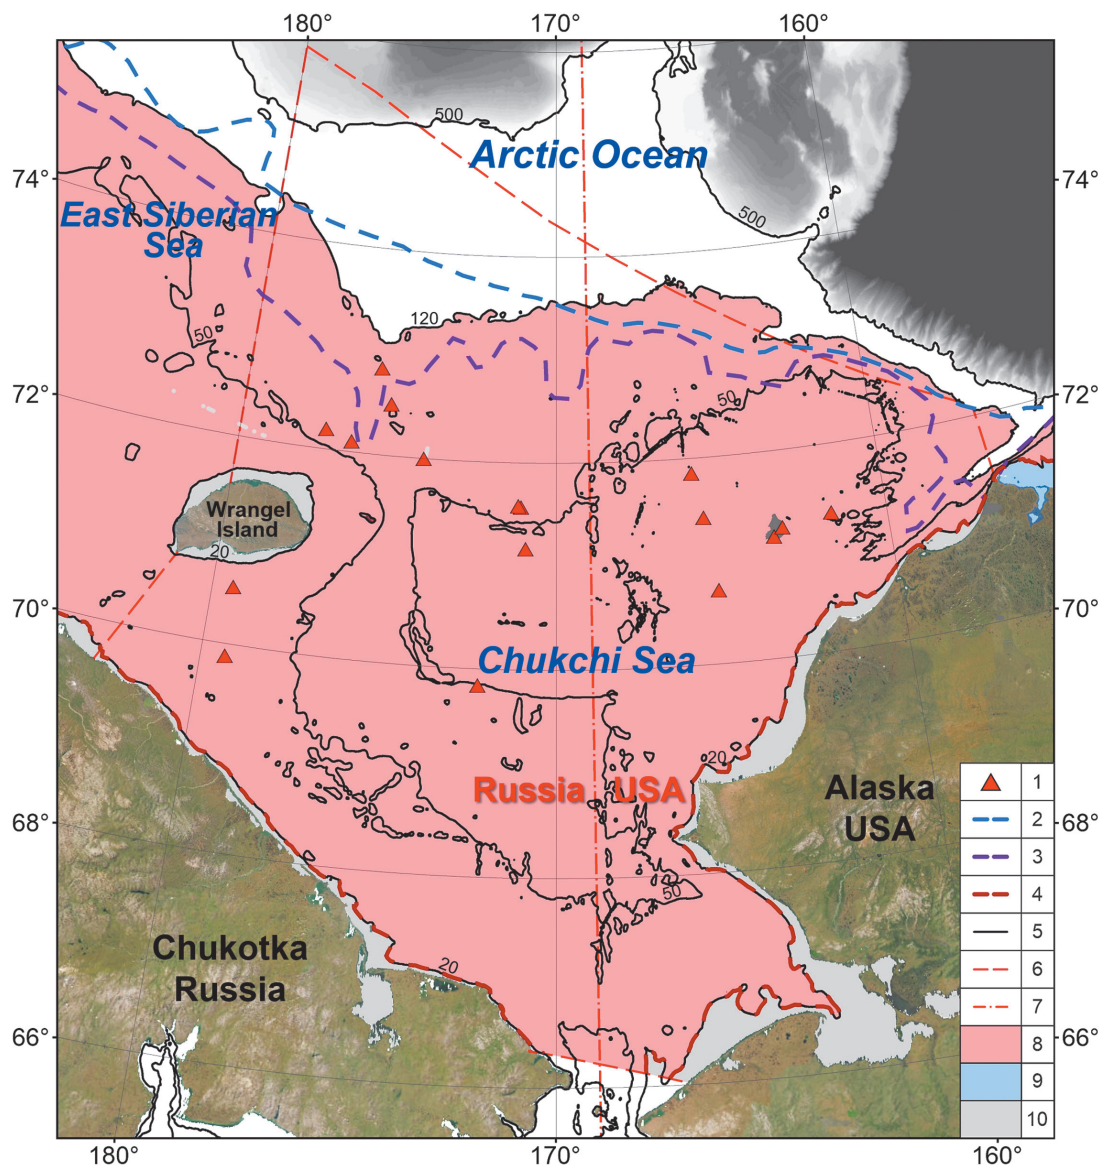 180°
170°
160°
500
Arctic Ocean
74°
74°
500
East Siberian
Sea
50
120
72°
72°
50
Wrangel
Island
20
70°
70°
Chukchi Sea
20
Russia
USA
Alaska
USA
1
2
68°
68°
3
50
4
5
Chukotka
Russia
20
6
7
66°
66°
8
9
10
180°
170°
160°